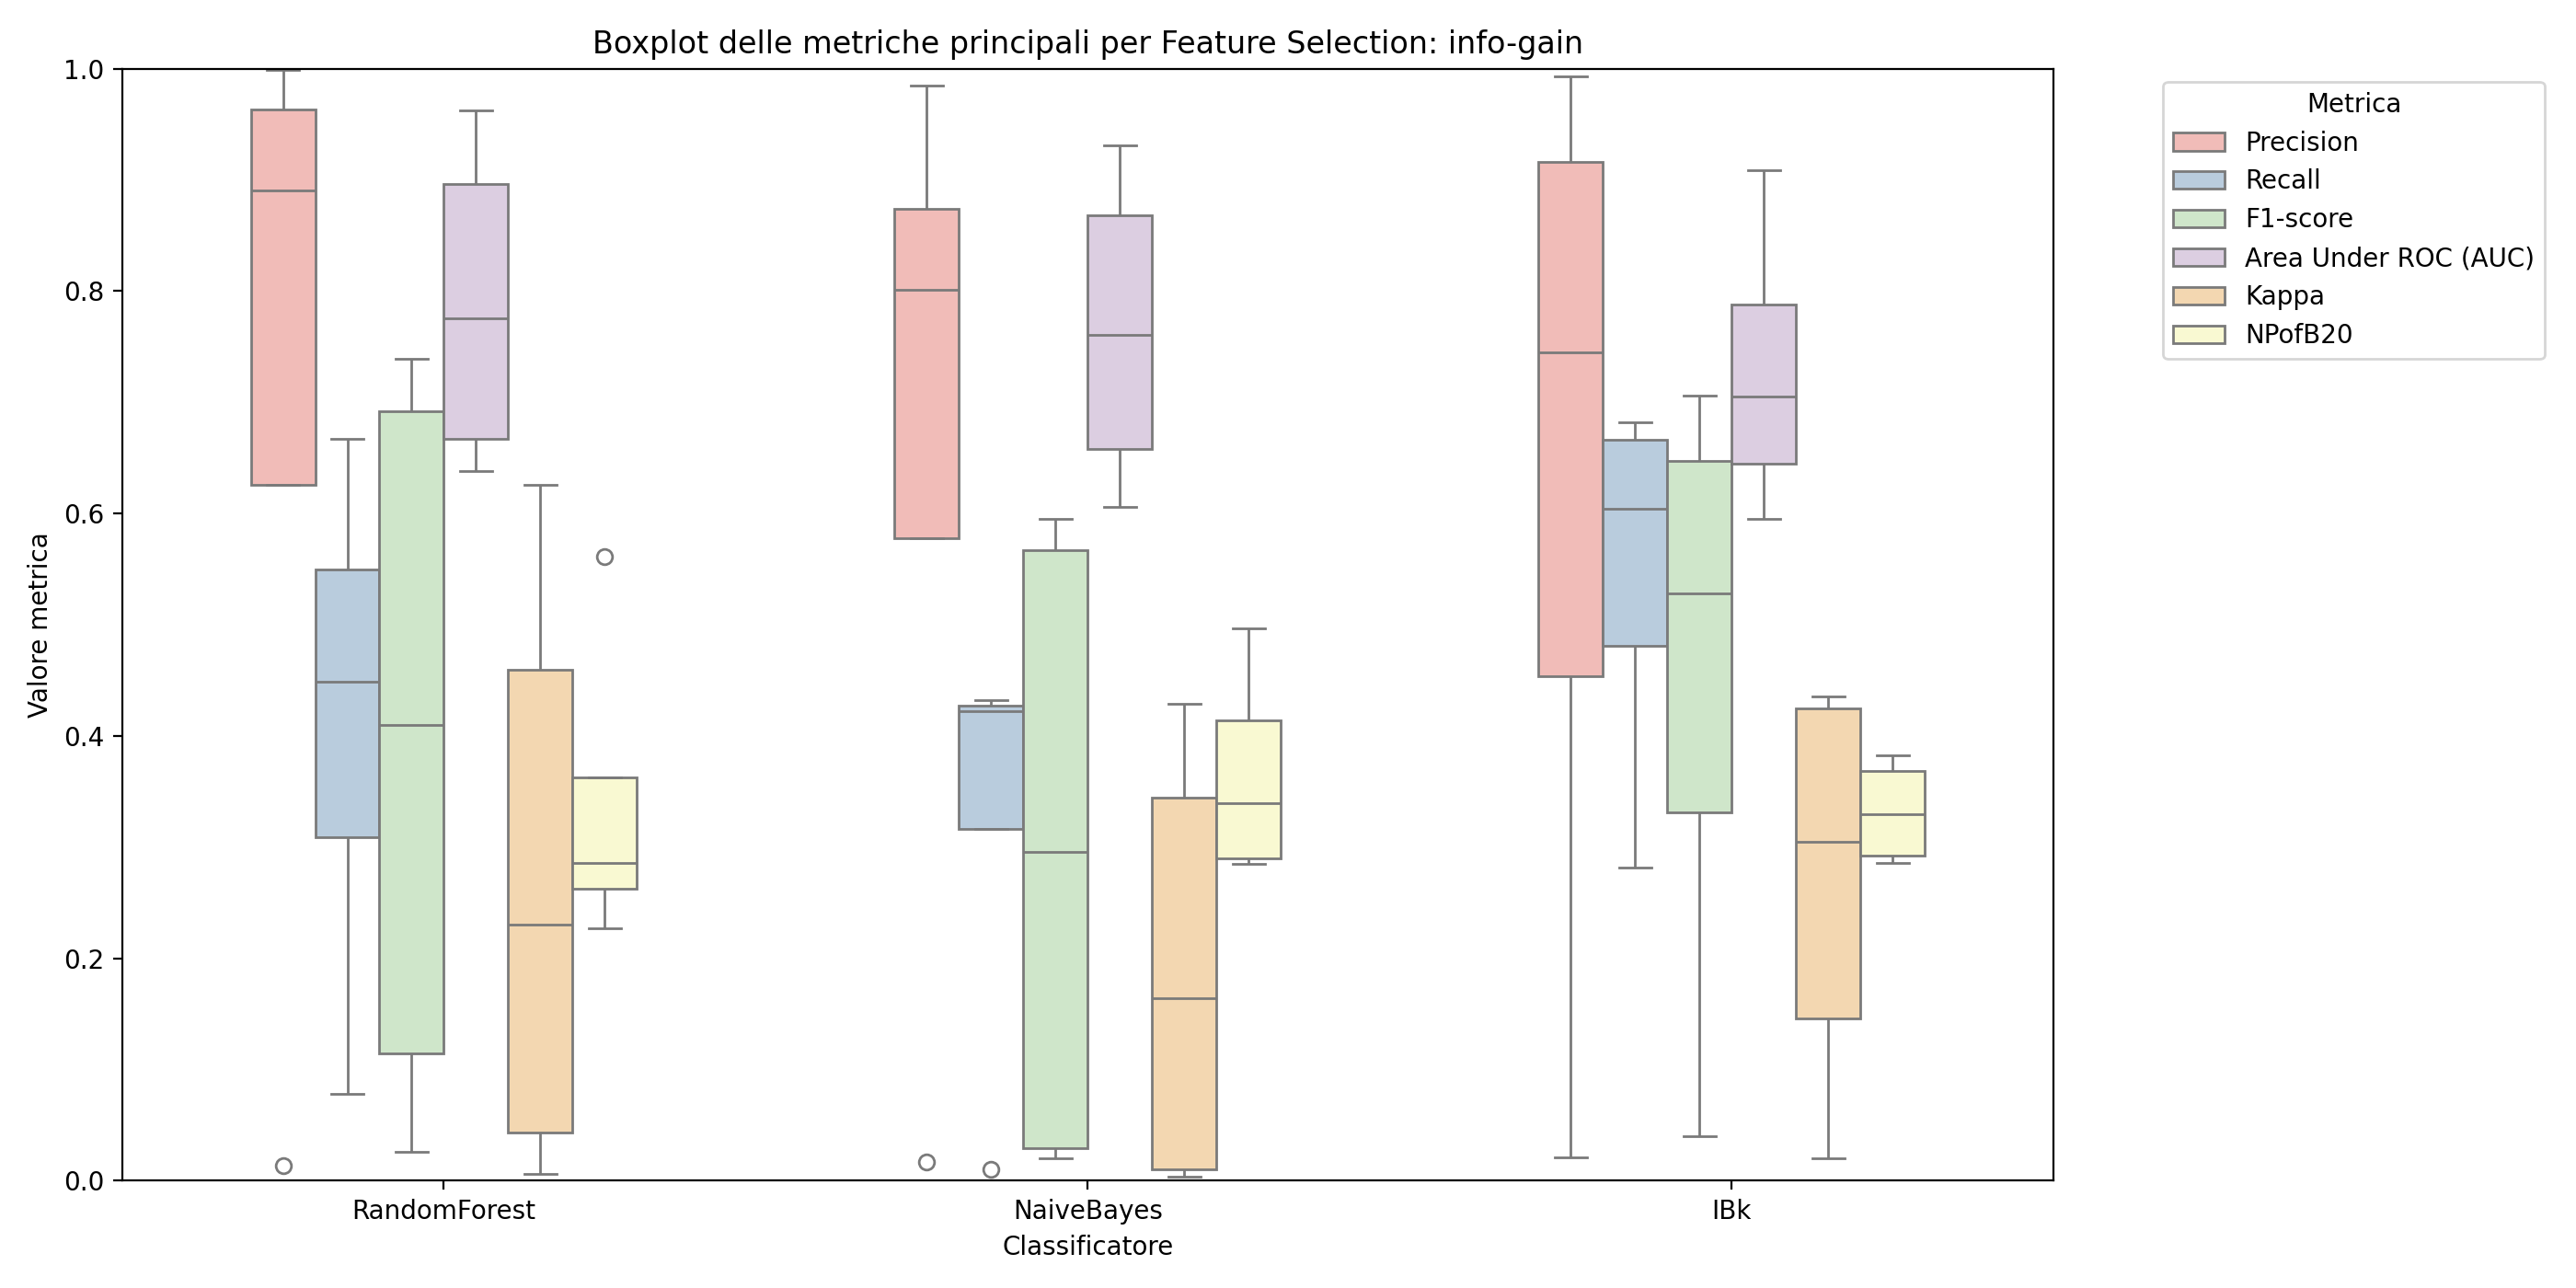 Boxplot delle metriche principali per Feature Selection: info-gain
Valore metrica
1.0
0.8
0.6
0.4
0.2
0.0
RandomForest
NaiveBayes
IBk
Classificatore
Metrica
Precision
Recall
F1-score
Area Under ROC (AUC)
Kappa
NPofB20